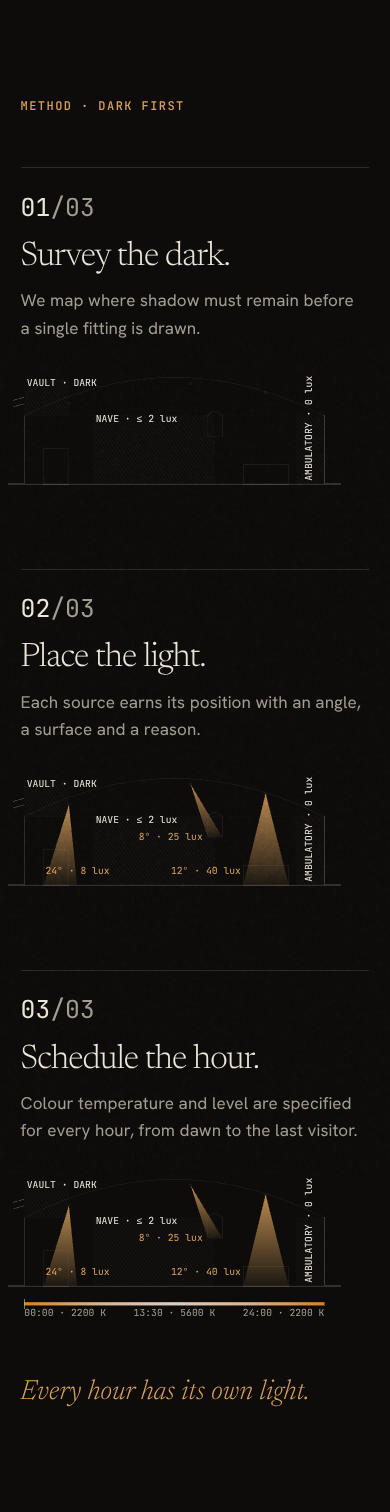 METHOD · DARK FIRST
01/03
Survey the dark.
We map where shadow must remain before
a single fitting is drawn.
VAULT · DARK
NAVE · ≤ 2 lux
AMBULATORY · 0 lux
02/03
Place the light.
Each source earns its position with an angle,
a surface and a reason.
VAULT · DARK
NAVE · ≤ 2 lux
8° · 25 lux
24° · 8 lux
12° · 40 lux
AMBULATORY · 0 lux
03/03
Schedule the hour.
Colour temperature and level are specified
for every hour, from dawn to the last visitor.
VAULT · DARK
NAVE · ≤ 2 lux
8° · 25 lux
24° · 8 lux
12° · 40 lux
AMBULATORY · 0 lux
00:00 · 2200 K
13:30 · 5600 K
24:00 · 2200 K
Every hour has its own light.